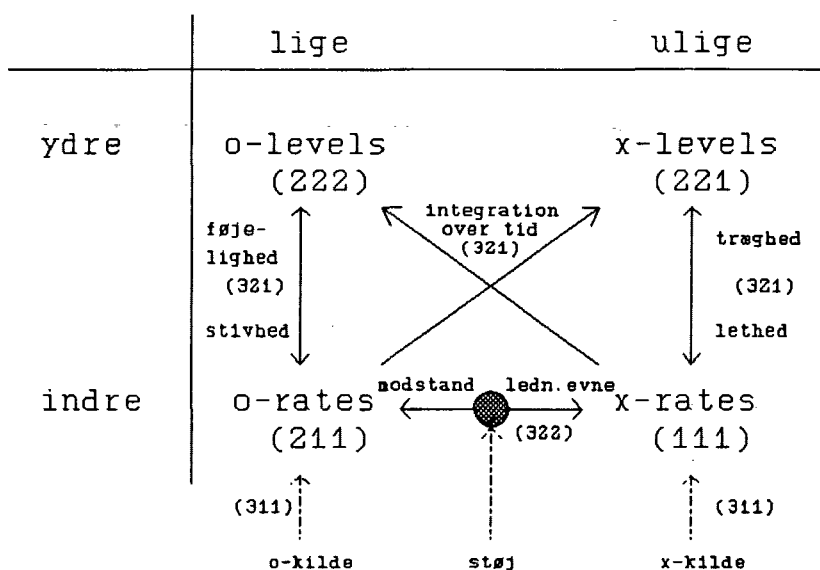 lige ulige
ydre o-levels x-levels
(222) (221)
integration
over tid
(321)
føje-
lighed
(321)
stivhed
træghed
(321)
lethed
modstand ledn.evne
indre o-rates x-rates
(211) (322) (111)
(311) (311)
o-kilde støj x-kilde